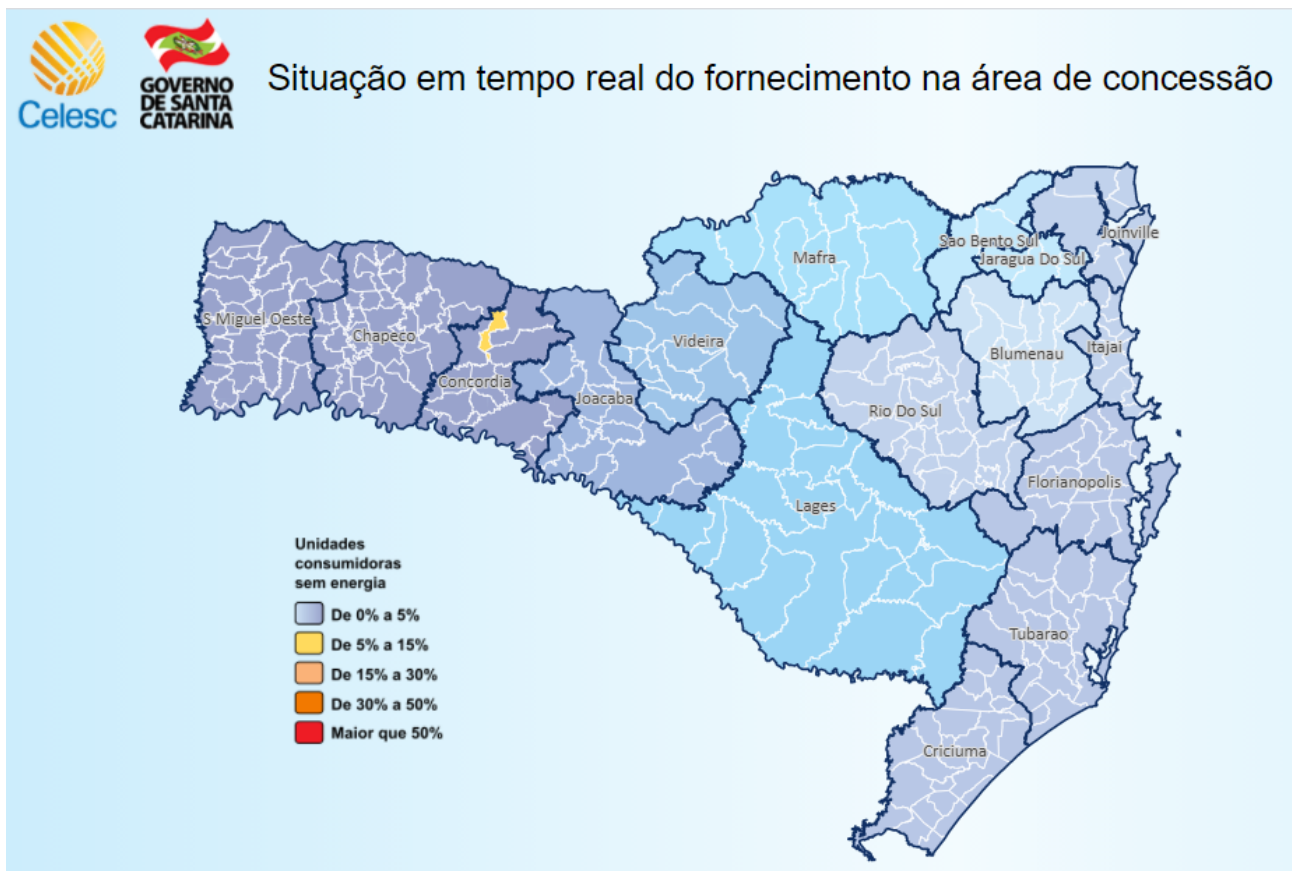 Celesc
GOVERNO
DE SANTA
CATARINA
Situação em tempo real do fornecimento na área de concessão
Mafra
Sao Bento Sul
Jaragua Do Sul
Joinville
S Miguel Oeste
Chapeco
Concordia
Joacaba
Videira
Blumenau
Itajai
Rio Do Sul
Florianopolis
Lages
Tubarao
Criciuma
Unidades
consumidoras
sem energia
De 0% a 5%
De 5% a 15%
De 15% a 30%
De 30% a 50%
Maior que 50%